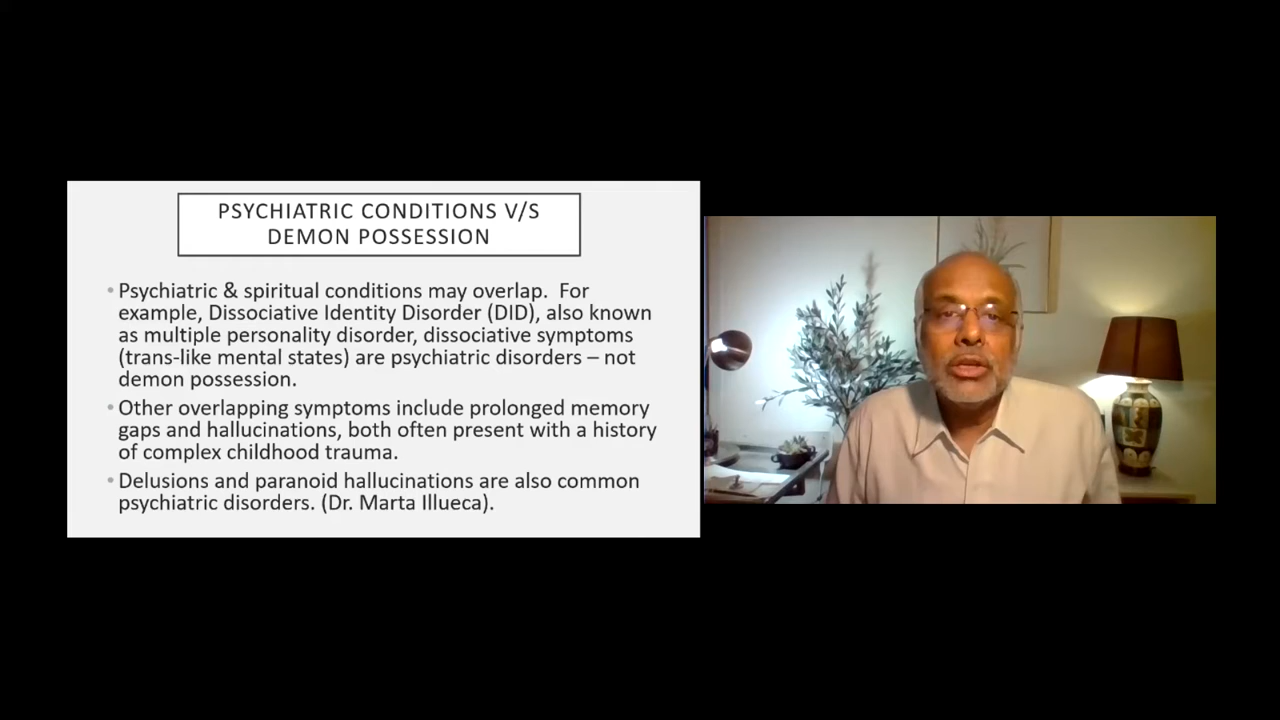 PSYCHIATRIC CONDITIONS V/S
DEMON POSSESSION
• Psychiatric & spiritual conditions may overlap.  For
example, Dissociative Identity Disorder (DID), also known
as multiple personality disorder, dissociative symptoms
(trans-like mental states) are psychiatric disorders – not
demon possession.
• Other overlapping symptoms include prolonged memory
gaps and hallucinations, both often present with a history
of complex childhood trauma.
• Delusions and paranoid hallucinations are also common
psychiatric disorders. (Dr. Marta Illueca).